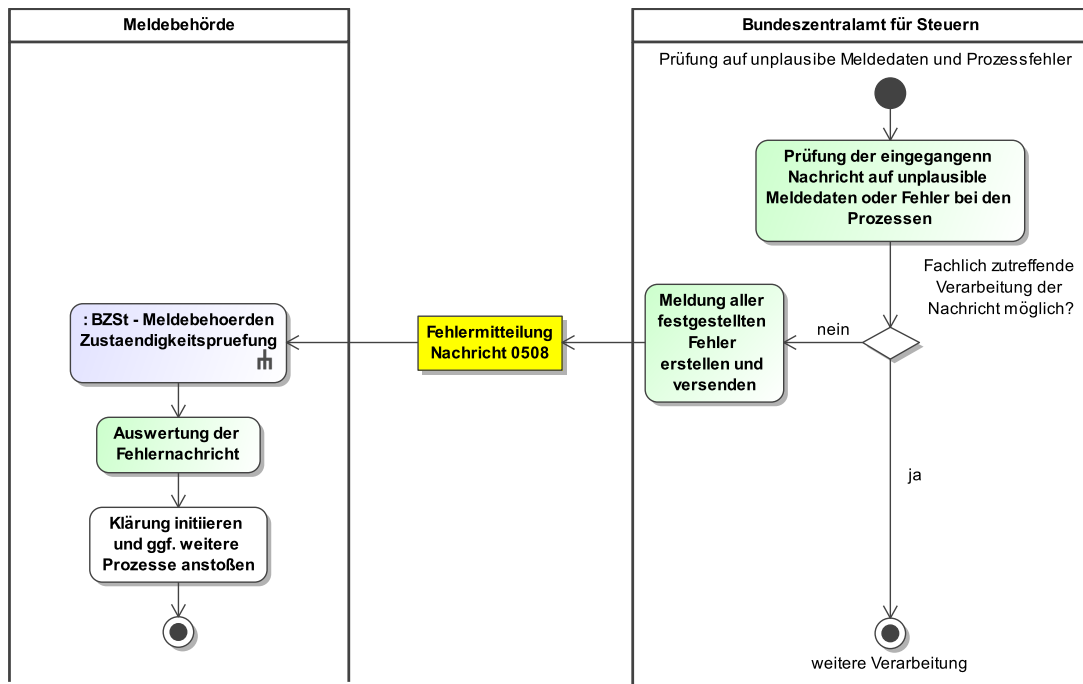 Meldebehörde
Bundeszentralamt für Steuern
Prüfung auf unplausibe Meldedaten und Prozessfehler
Prüfung der eingegangenn
Nachricht auf unplausible
Meldedaten oder Fehler bei den
Prozessen
Fachlich zutreffende
Verarbeitung der
Nachricht möglich?
nein
Meldung aller
festgestellten
Fehler
erstellen und
versenden
Fehlermitteilung
Nachricht 0508
: BZSt - Meldebehoerden
Zustaendigkeitspruefung
Auswertung der
Fehlernachricht
Klärung initiieren
und ggf. weitere
Prozesse anstoßen
ja
weitere Verarbeitung